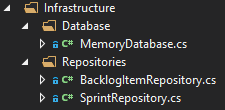 Infrastructure
Database
C# MemoryDatabase.cs
Repositories
C# BacklogItemRepository.cs
C# SprintRepository.cs